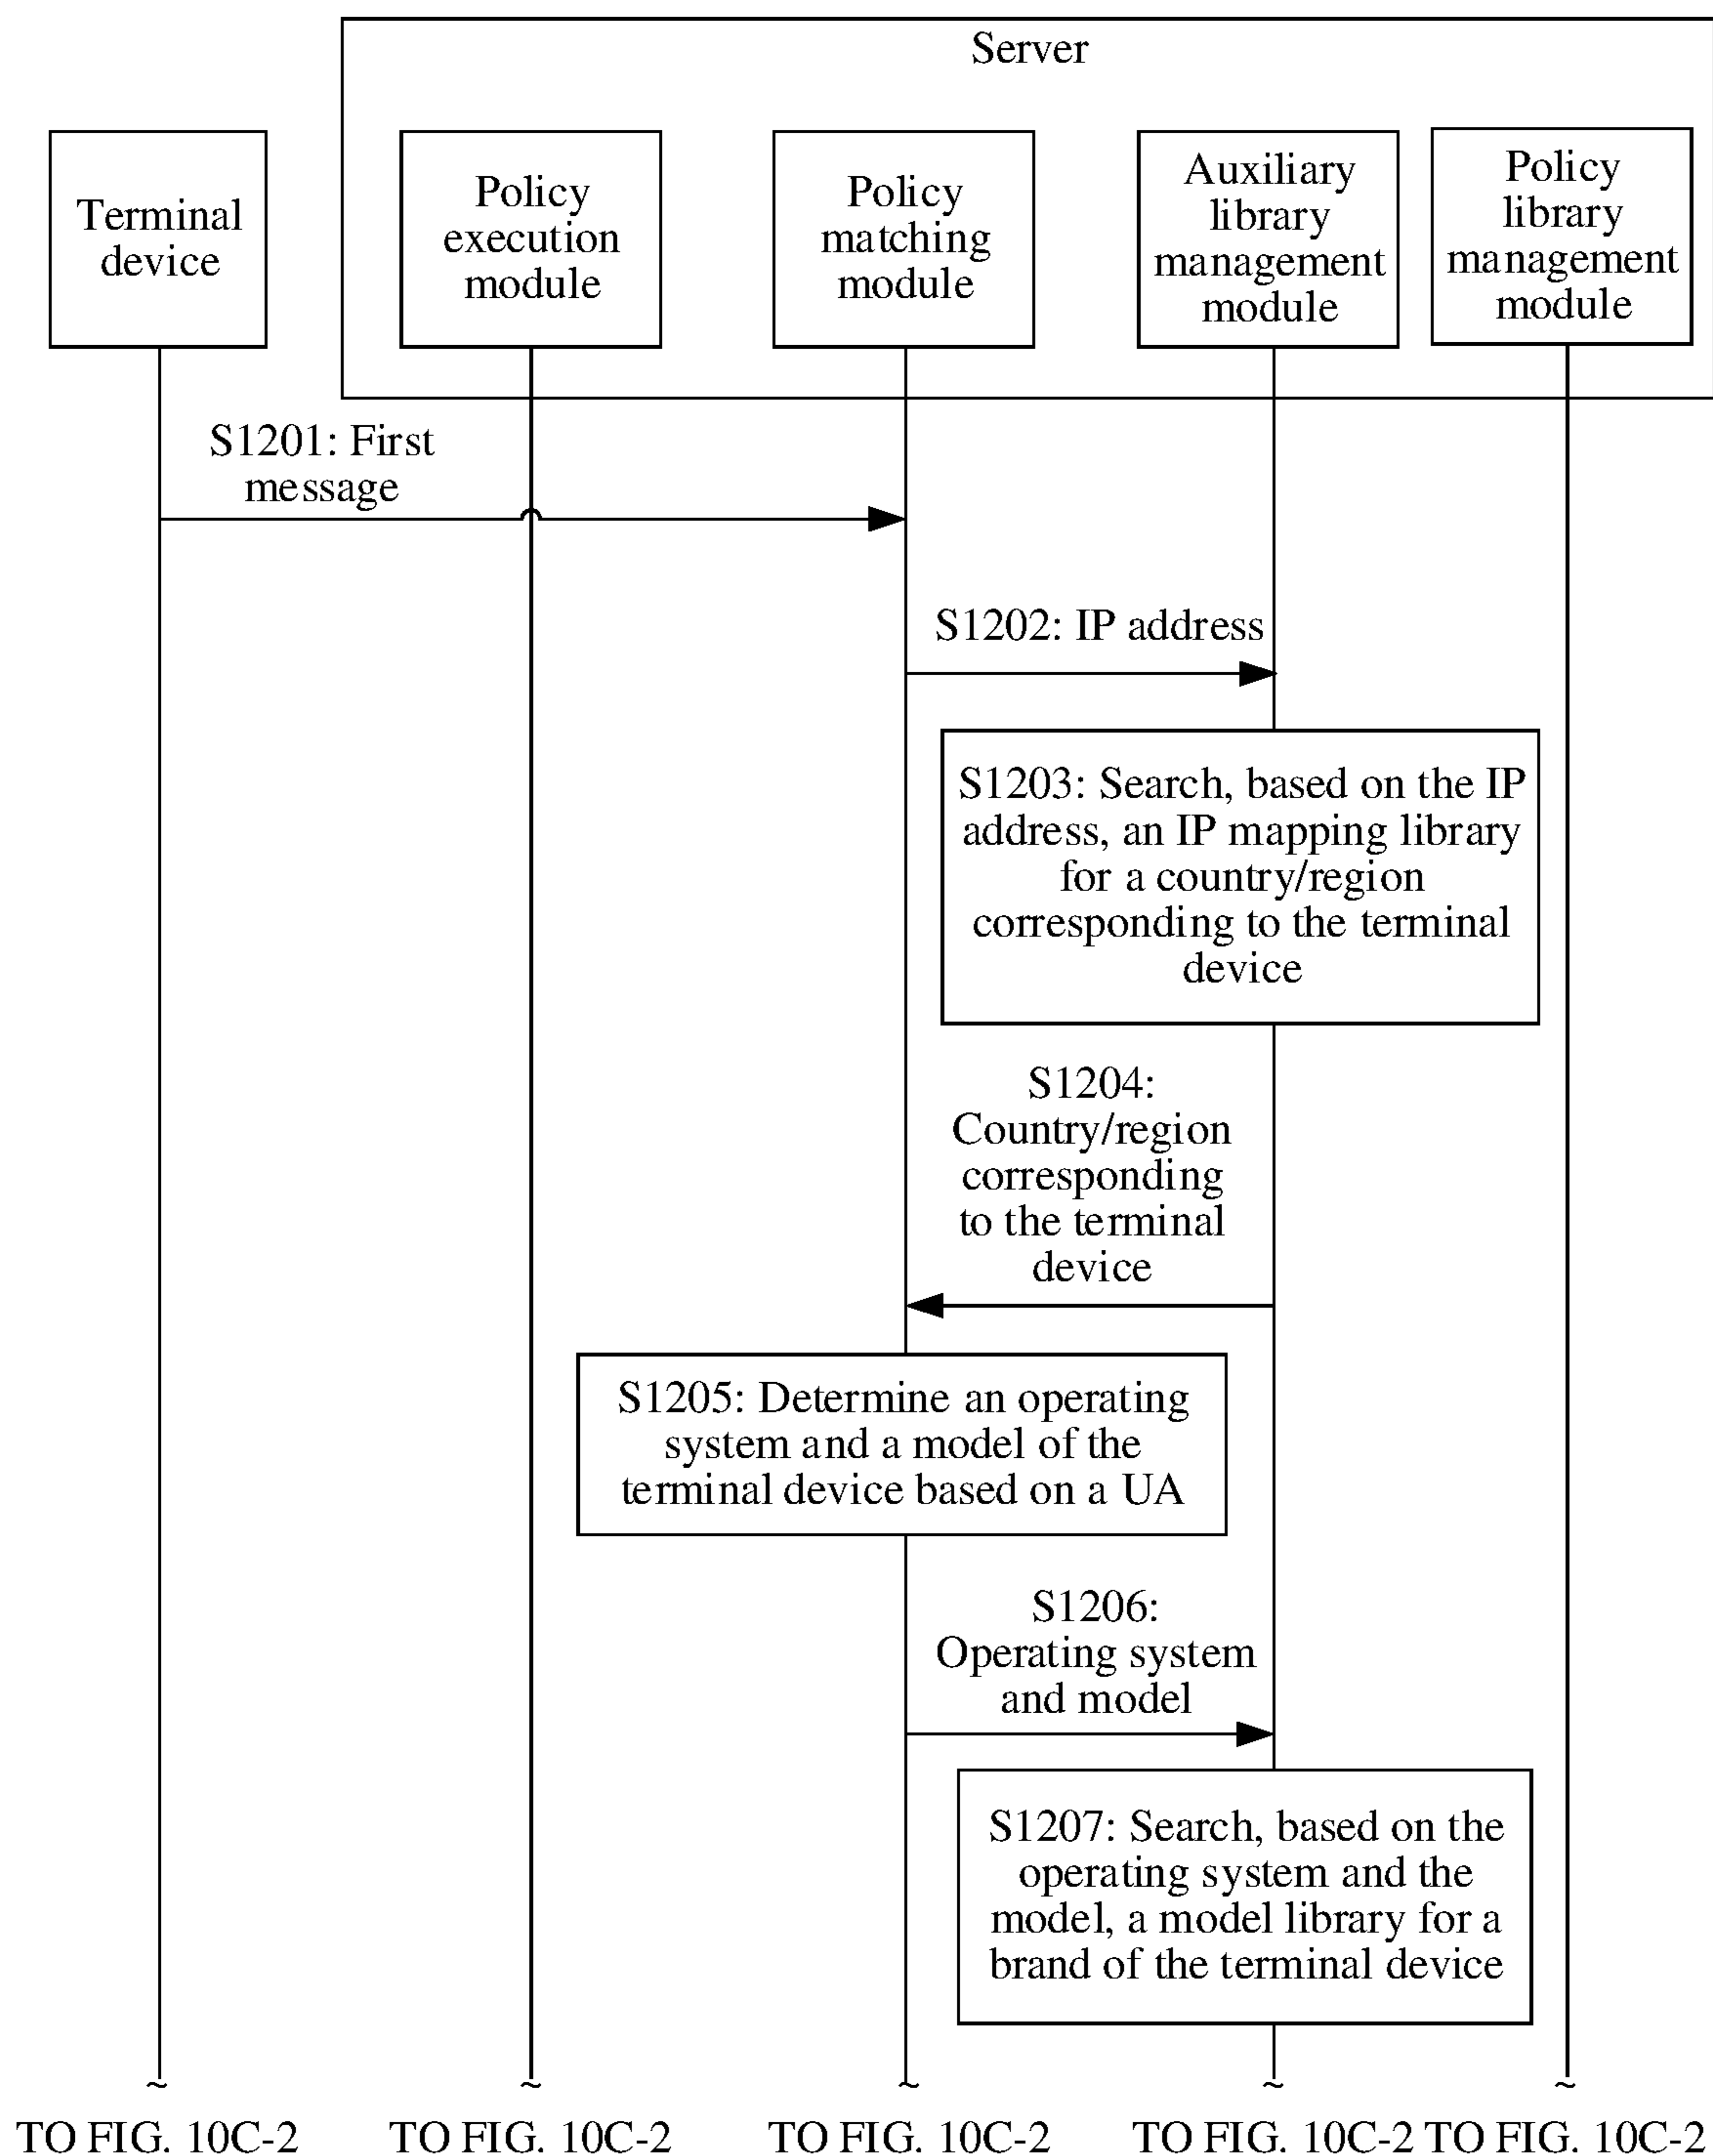 Server
Terminal
device
Policy
execution
module
Policy
matching
module
Auxiliary
library
management
module
Policy
library
management
module
S1201: First
message
S1202: IP address
S1203: Search, based on the IP
address, an IP mapping library
for a country/region
corresponding to the terminal
device
S1204:
Country/region
corresponding
to the terminal
device
S1205: Determine an operating
system and a model of the
terminal device based on a UA
S1206:
Operating system
and model
S1207: Search, based on the
operating system and the
model, a model library for a
brand of the terminal device
TO FIG. 10C-2
TO FIG. 10C-2
TO FIG. 10C-2
TO FIG. 10C-2
TO FIG. 10C-2